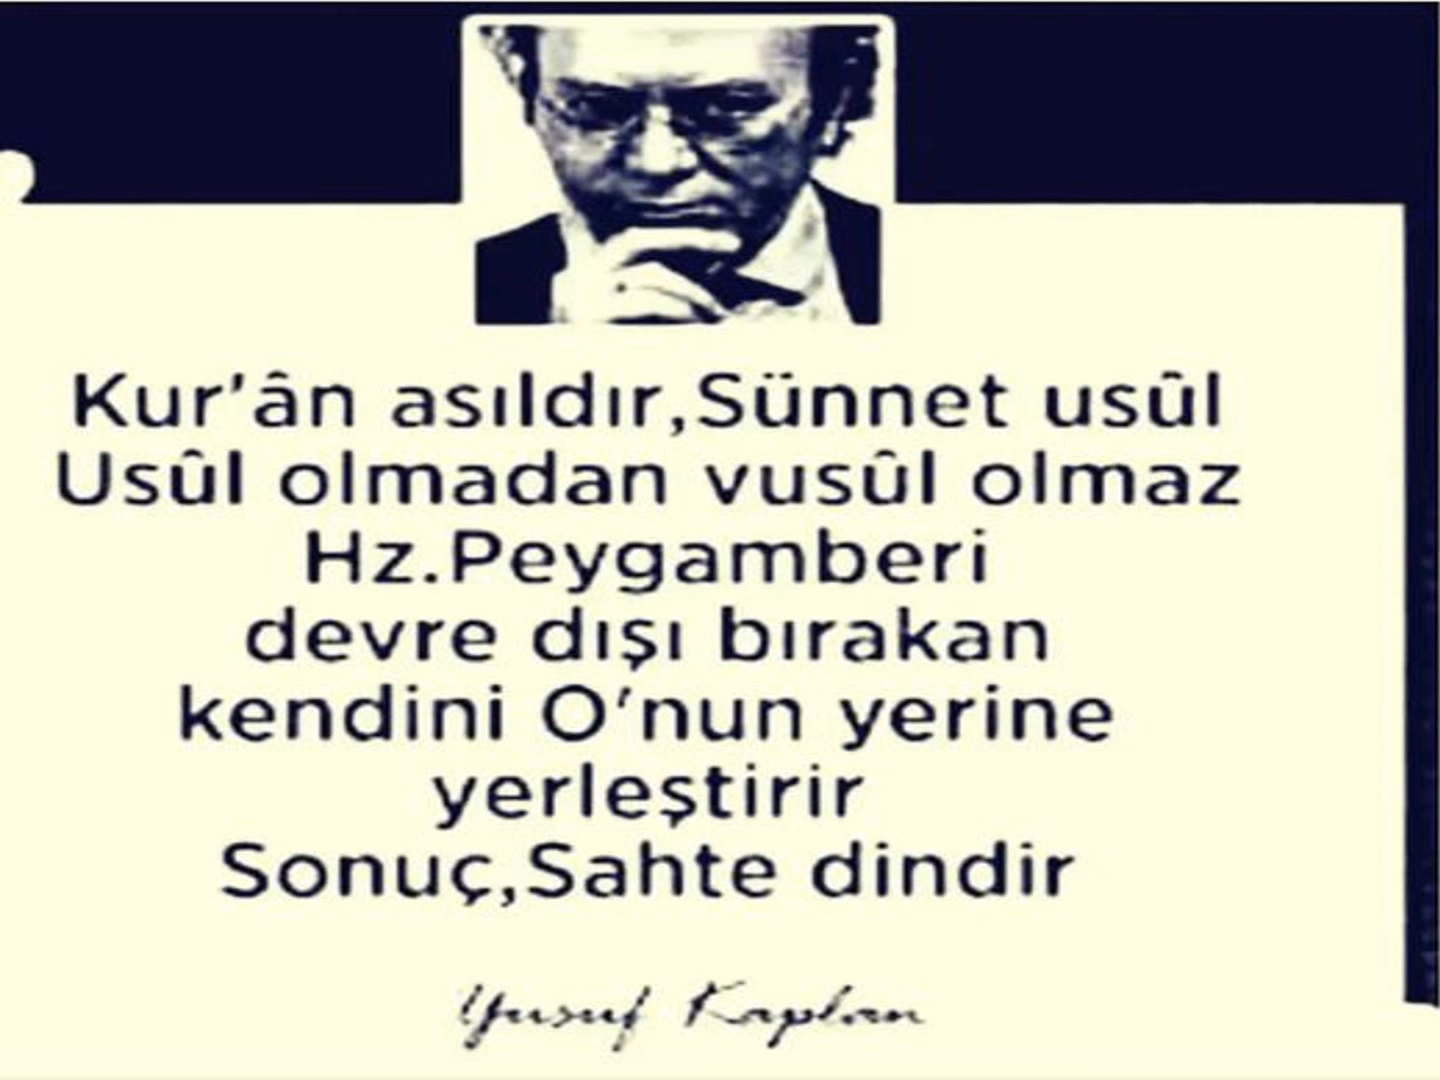 Kur'ân asıldır,Sünnet usûl
Usûl olmadan vusûl olmaz
Hz.Peygamberi
devre dışı bırakan
kendini O'nun yerine
yerleştirir
Sonuç,Sahte dindir
Yusuf Kaplan